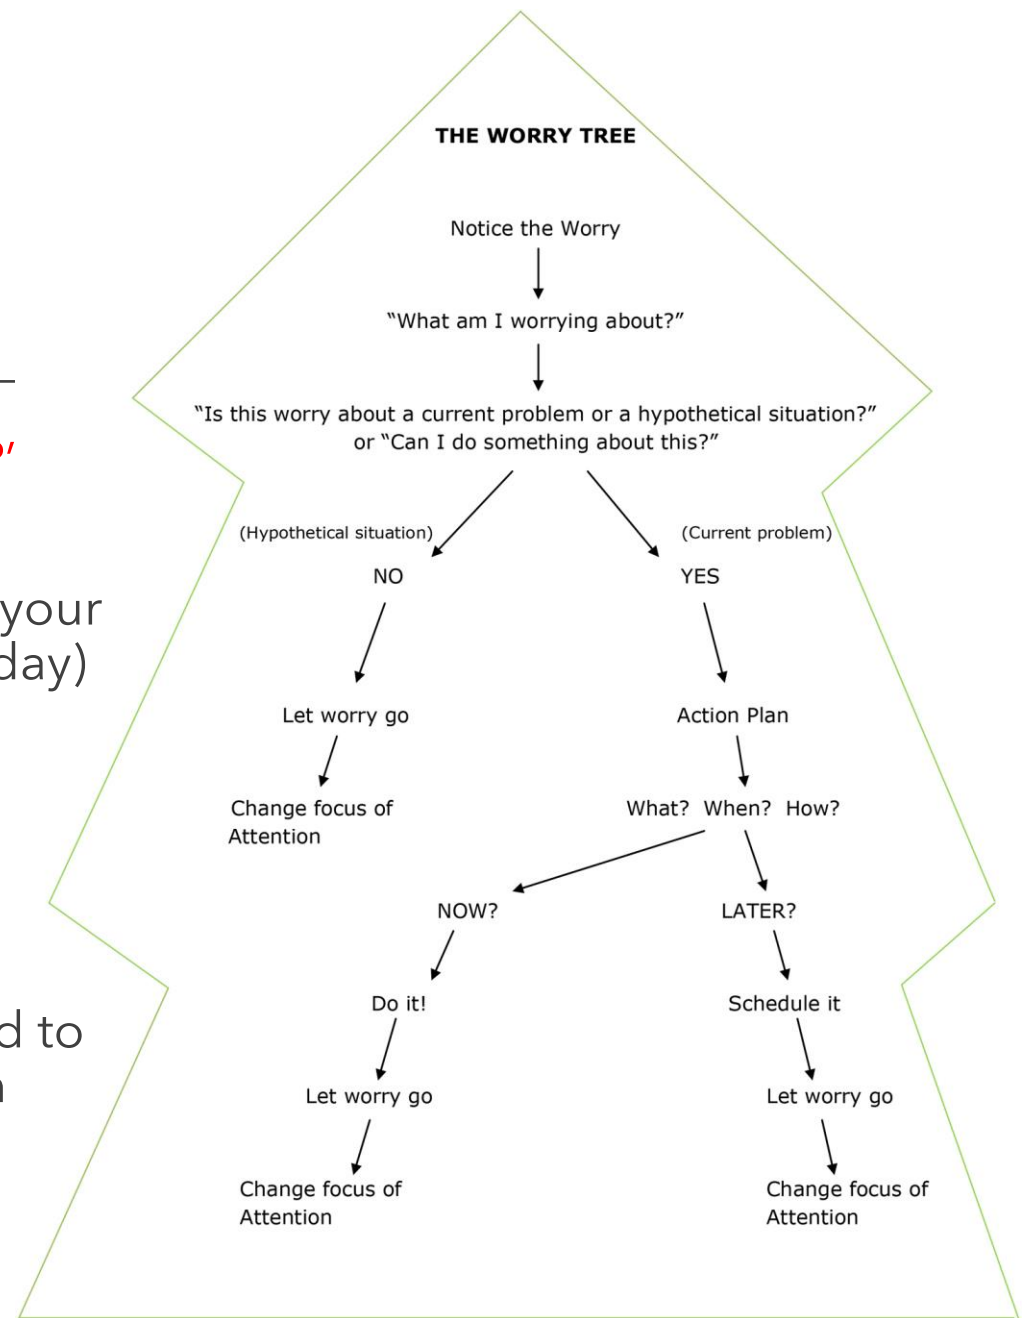 THE WORRY TREE
Notice the Worry
“What am I worrying about?”
“Is this worry about a current problem or a hypothetical situation?”
or “Can I do something about this?”
(Hypothetical situation)
(Current problem)
NO
YES
your
day)
Let worry go
Action Plan
Change focus of
Attention
What? When? How?
NOW?
LATER?
Do it!
Schedule it
d to
Let worry go
Let worry go
Change focus of
Attention
Change focus of
Attention